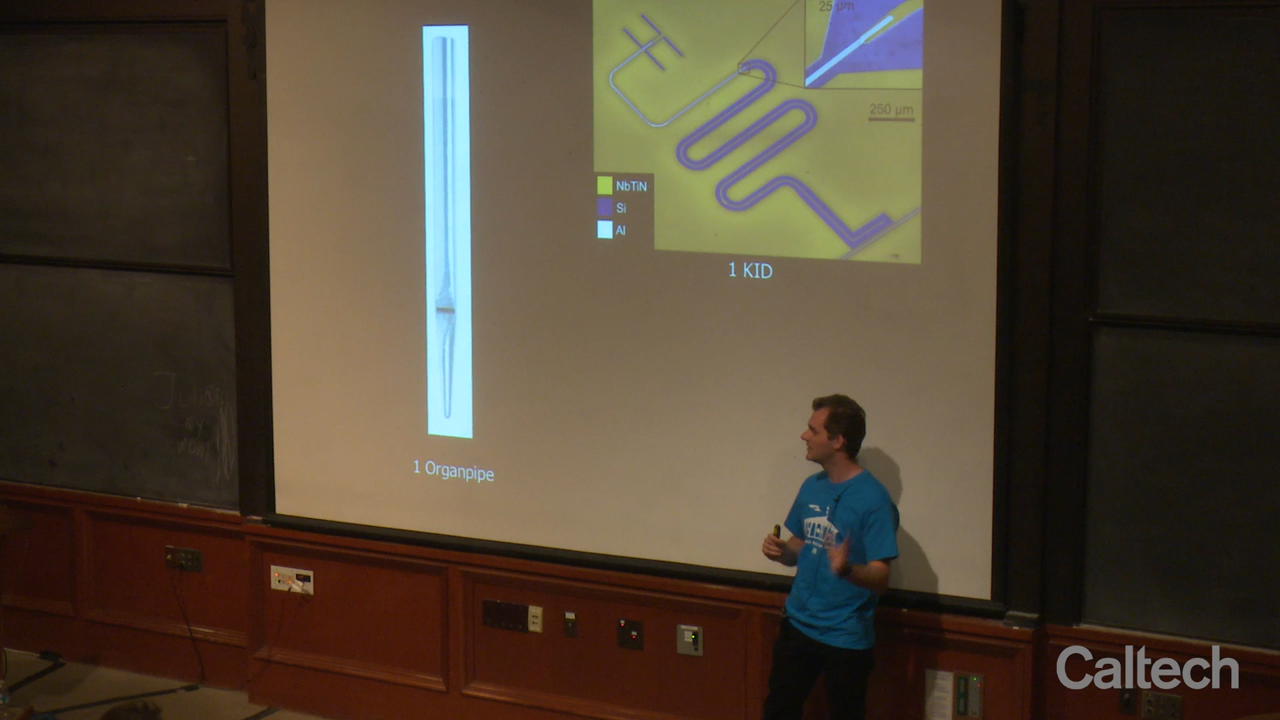 25 μm
250 μm
NbTiN
Si
Al
1 KID
1 Organpipe
Caltech